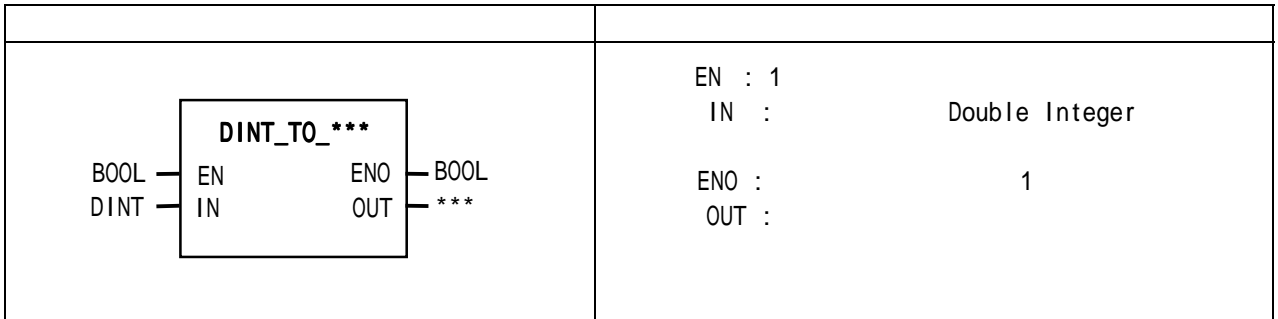 DINT_TO_***
BOOL EN ENO BOOL
DINT IN OUT ***
EN : 1
IN : Double Integer
ENO : 1
OUT :